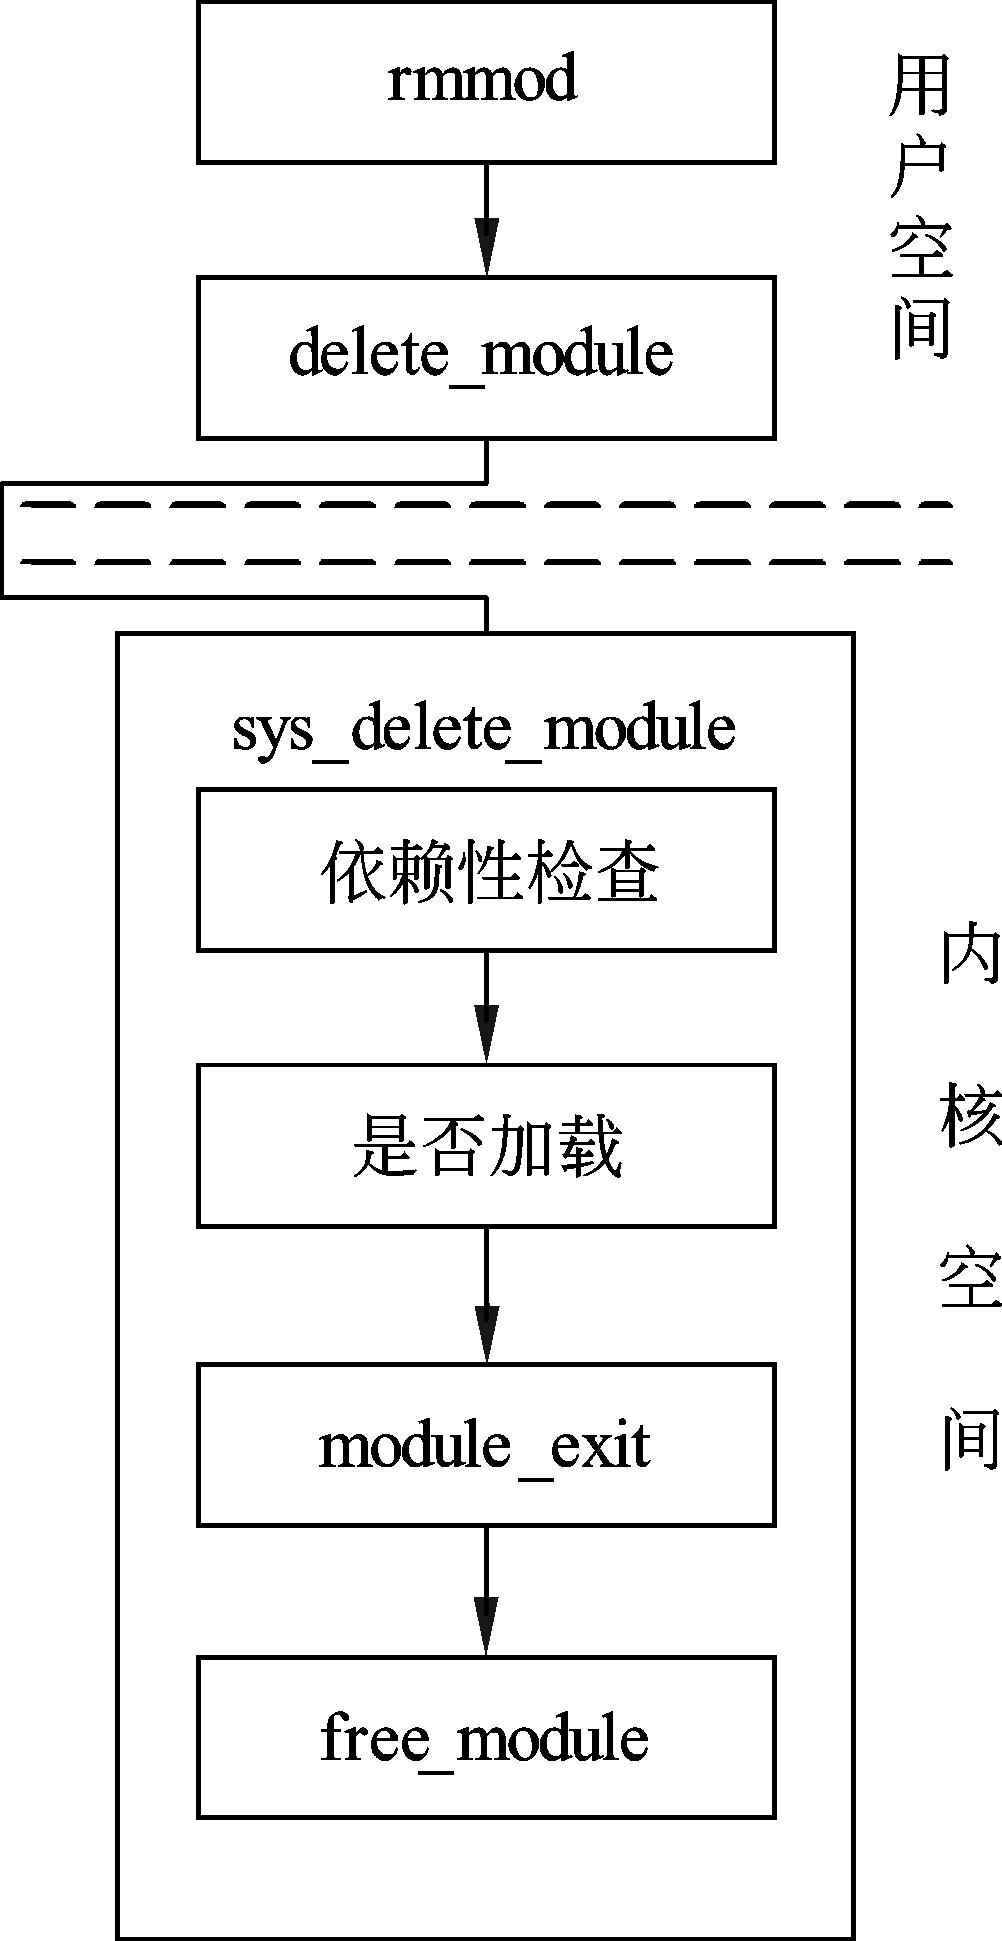 rmmod
delete_module
用户空间
sys_delete_module
依赖性检查
是否加载
module_exit
free_module
内核空间